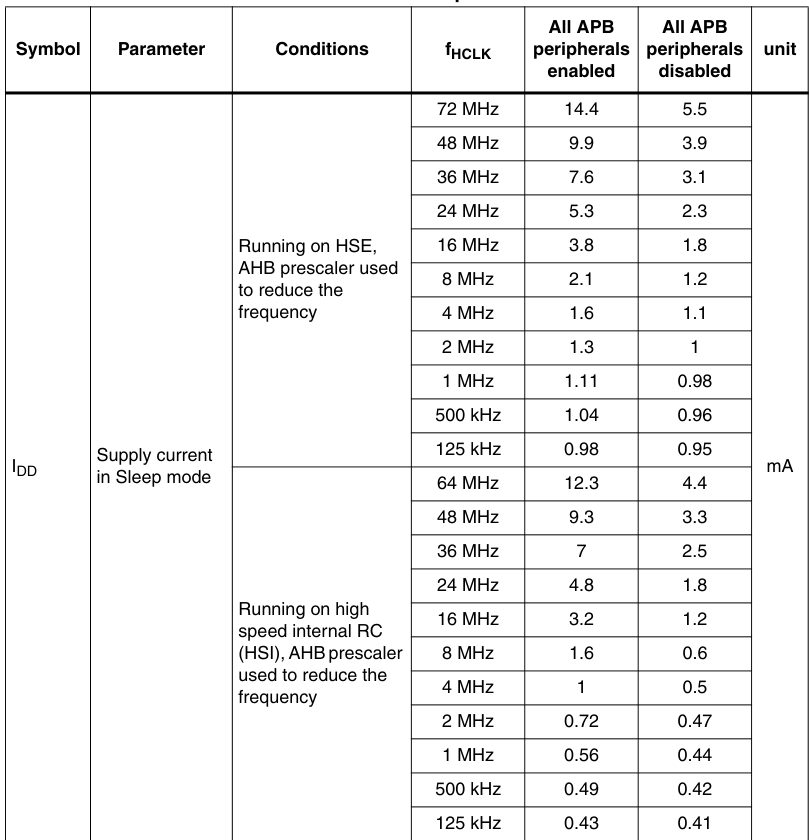 Symbol Parameter Conditions fHCLK All APB peripherals enabled All APB peripherals disabled unit
IDD
Supply current
in Sleep mode
Running on HSE,
AHB prescaler used
to reduce the
frequency
72 MHz 14.4 5.5
48 MHz 9.9 3.9
36 MHz 7.6 3.1
24 MHz 5.3 2.3
16 MHz 3.8 1.8
8 MHz 2.1 1.2
4 MHz 1.6 1.1
2 MHz 1.3 1
1 MHz 1.11 0.98
500 kHz 1.04 0.96
125 kHz 0.98 0.95
Running on high
speed internal RC
(HSI), AHB prescaler
used to reduce the
frequency
64 MHz 12.3 4.4
48 MHz 9.3 3.3
36 MHz 7 2.5
24 MHz 4.8 1.8
16 MHz 3.2 1.2
8 MHz 1.6 0.6
4 MHz 1 0.5
2 MHz 0.72 0.47
1 MHz 0.56 0.44
500 kHz 0.49 0.42
125 kHz 0.43 0.41
mA